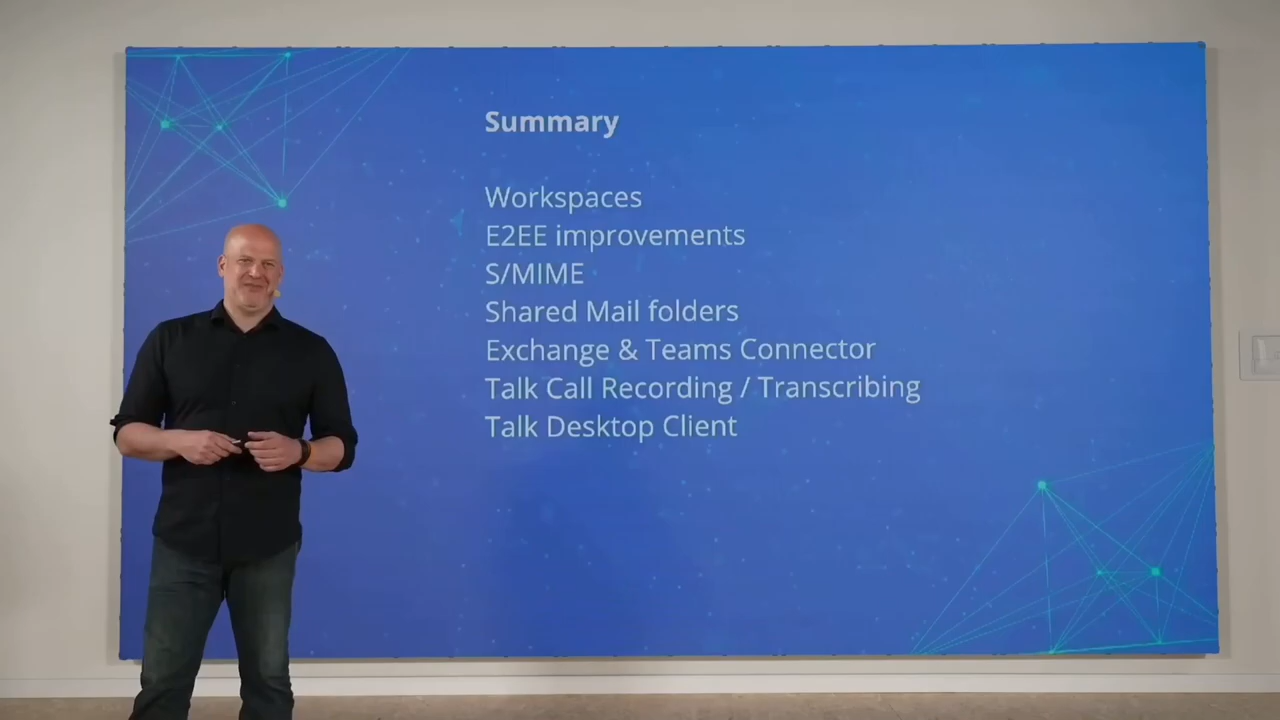 Summary
Workspaces
E2EE improvements
S/MIME
Shared Mail folders
Exchange & Teams Connector
Talk Call Recording / Transcribing
Talk Desktop Client